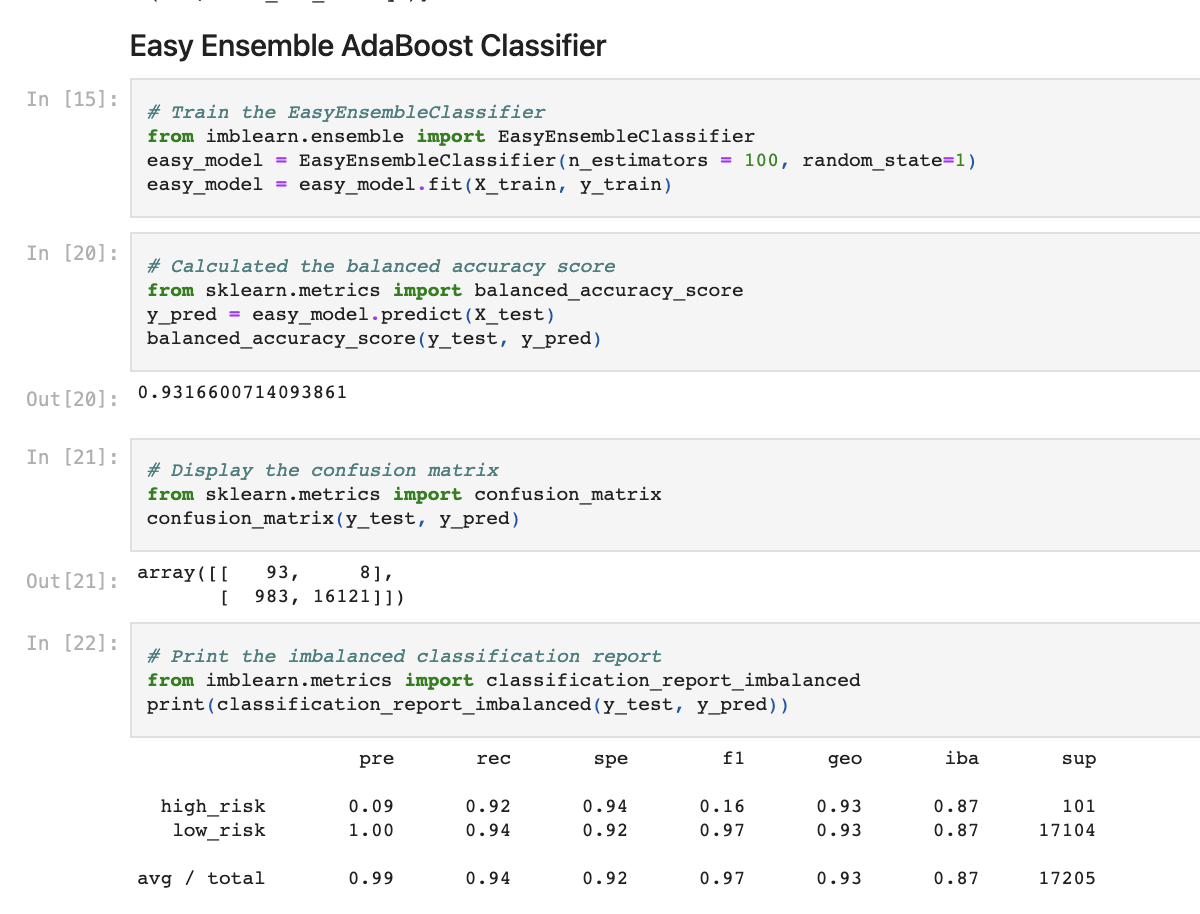 Easy Ensemble AdaBoost Classifier
In [15]:
# Train the EasyEnsembleClassifier
from imblearn.ensemble import EasyEnsembleClassifier
easy_model = EasyEnsembleClassifier(n_estimators = 100, random_state=1)
easy_model = easy_model.fit(X_train, y_train)
In [20]:
# Calculated the balanced accuracy score
from sklearn.metrics import balanced_accuracy_score
y_pred = easy_model.predict(X_test)
balanced_accuracy_score(y_test, y_pred)
Out[20]: 0.9316600714093861
In [21]:
# Display the confusion matrix
from sklearn.metrics import confusion_matrix
confusion_matrix(y_test, y_pred)
Out[21]: array([[   93,     8],
       [  983, 16121]])
In [22]:
# Print the imbalanced classification report
from imblearn.metrics import classification_report_imbalanced
print(classification_report_imbalanced(y_test, y_pred))
pre rec spe f1 geo iba sup
high_risk 0.09 0.92 0.94 0.16 0.93 0.87 101
low_risk 1.00 0.94 0.92 0.97 0.93 0.87 17104
avg / total 0.99 0.94 0.92 0.97 0.93 0.87 17205